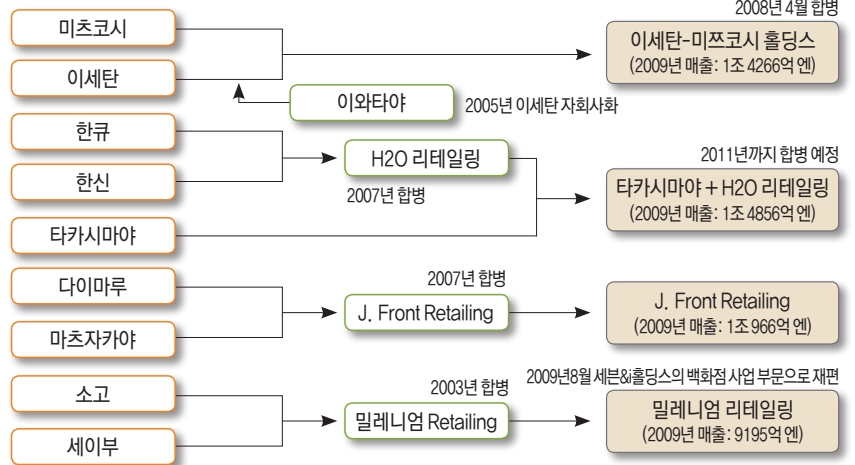 미츠코시
이세탄
이와타야
2005년 이세탄 자회사화
2008년 4월 합병
이세탄-미쯔코시 홀딩스
(2009년 매출: 1조 4266억 엔)
한큐
한신
H2O 리테일링
2007년 합병
타카시마야
2011년까지 합병 예정
타카시마야 + H2O 리테일링
(2009년 매출: 1조 4856억 엔)
다이마루
마츠자카야
2007년 합병
J. Front Retailing
J. Front Retailing
(2009년 매출: 1조 966억 엔)
소고
세이부
2003년 합병
밀레니엄 Retailing
2009년8월 세븐&i홀딩스의 백화점 사업 부문으로 재편
밀레니엄 리테일링
(2009년 매출: 9195억 엔)